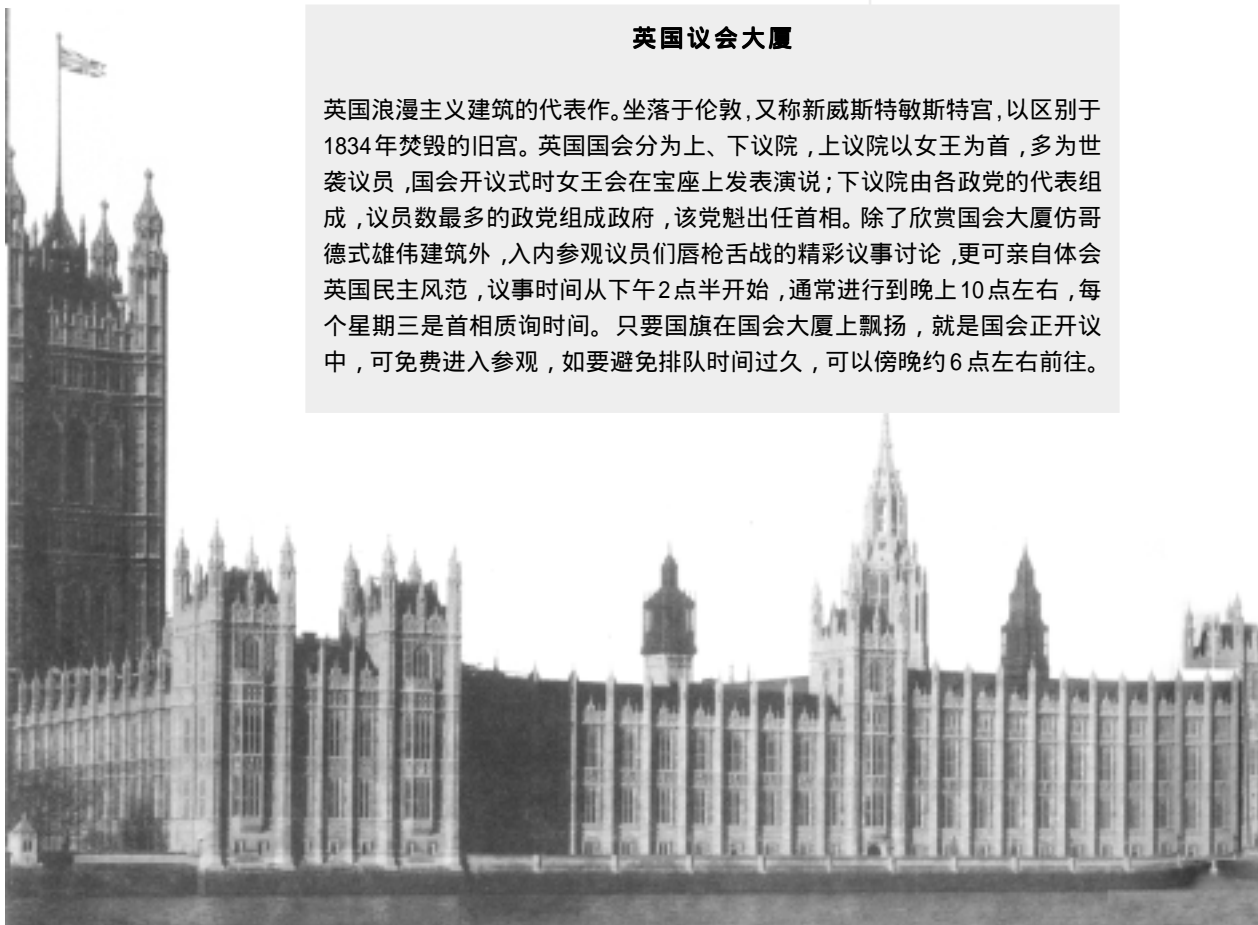 英国议会大厦
英国浪漫主义建筑的代表作。坐落于伦敦,又称新威斯特敏斯特宫,以区别于
1834年焚毁的旧宫。英国国会分为上、下议院,上议院以女王为首,多为世
袭议员,国会开议式时女王会在宝座上发表演说;下议院由各政党的代表组
成,议员数最多的政党组成政府,该党魁出任首相。除了欣赏国会大厦仿哥
德式雄伟建筑外,入内参观议员们唇枪舌战的精彩议事讨论,更可亲自体会
英国民主风范,议事时间从下午2点半开始,通常进行到晚上10点左右,每
个星期三是首相质询时间。只要国旗在国会大厦上飘扬,就是国会正开议
中,可免费进入参观,如要避免排队时间过久,可以傍晚约6点左右前往。